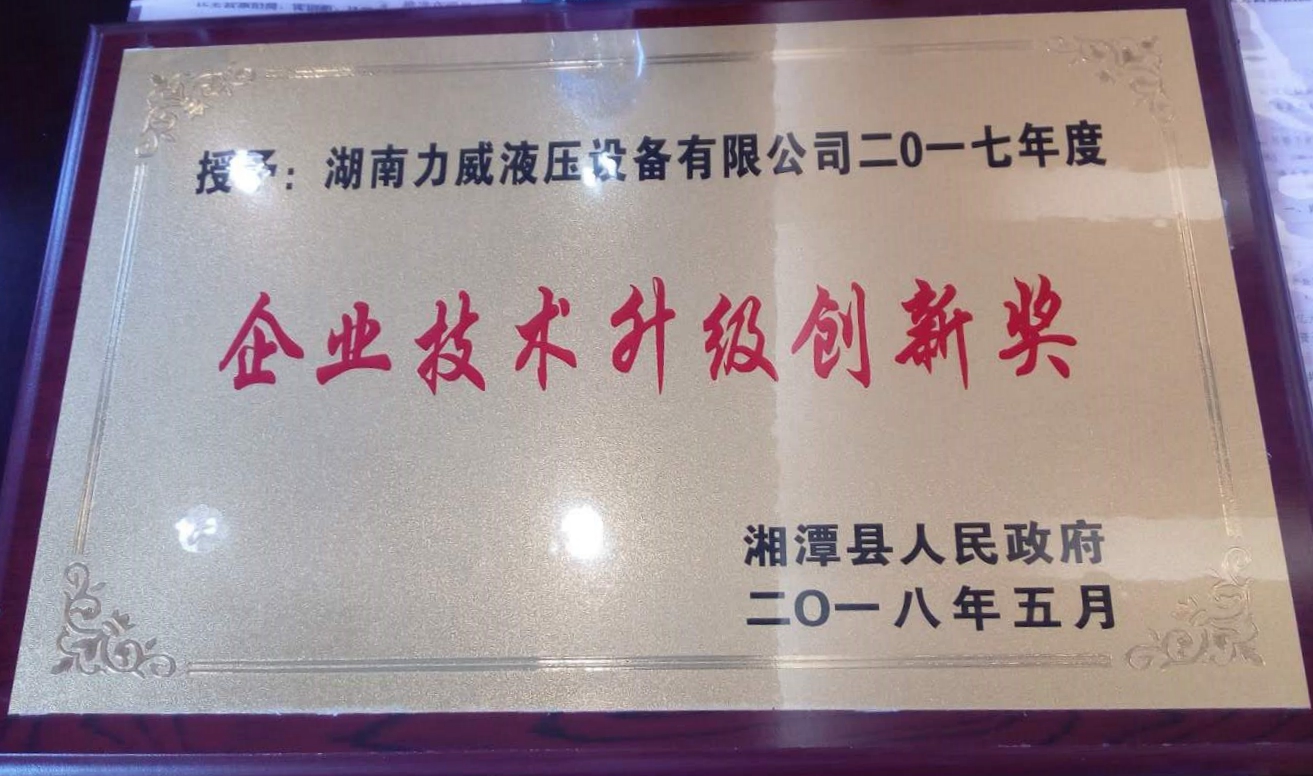 授予：湖南力威液压设备有限公司二0一七年度
企业技术升级创新奖
湘潭县人民政府
二O一八年五月